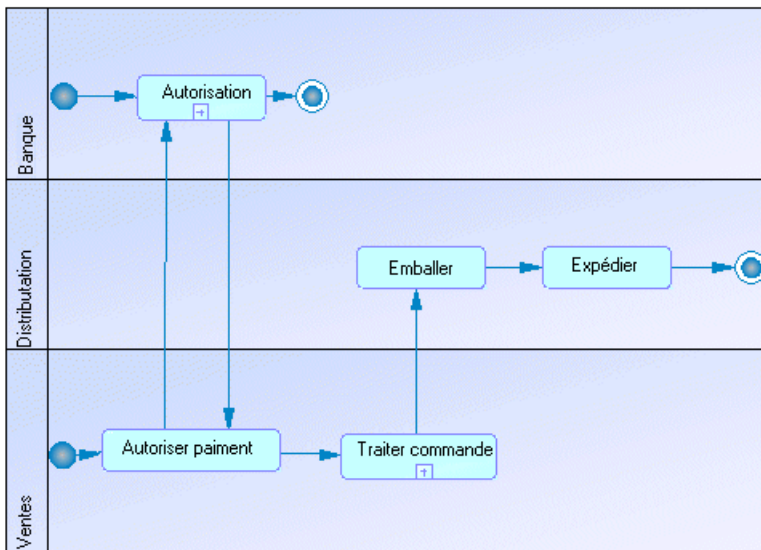 Banque
Autorisation
Distributation
Emballer
Expédier
Ventes
Autoriser paiment
Traiter commande